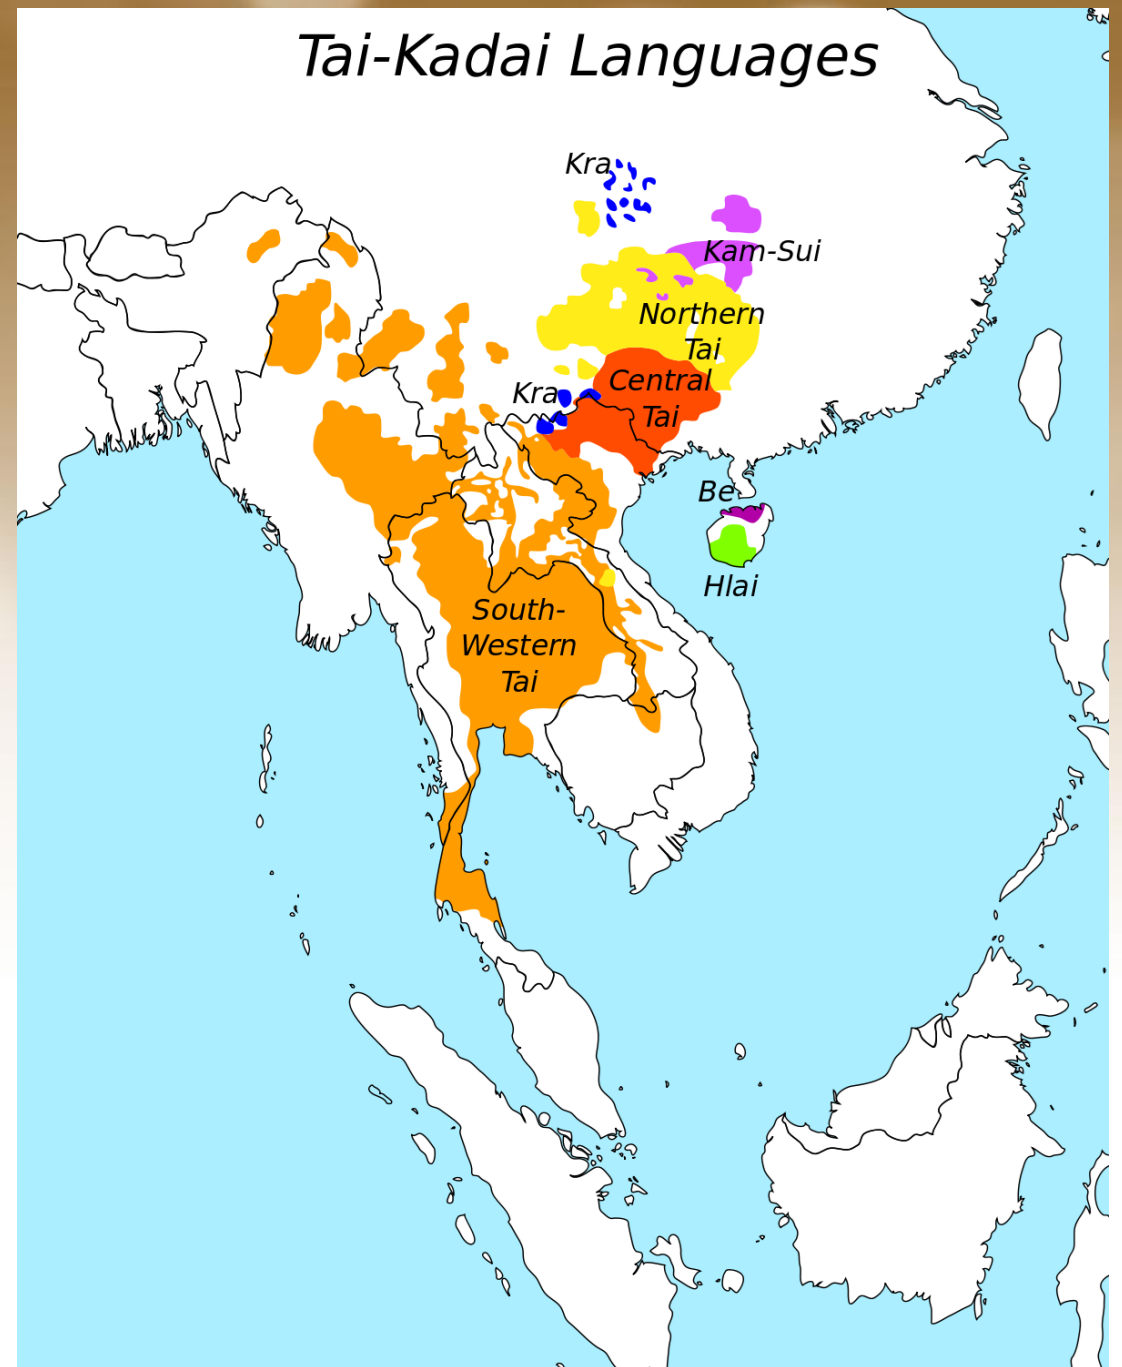 Tai-Kadai Languages
Kra
Kam-Sui
Northern
Tai
Central
Tai
Kra
Be
Hlai
South-
Western
Tai